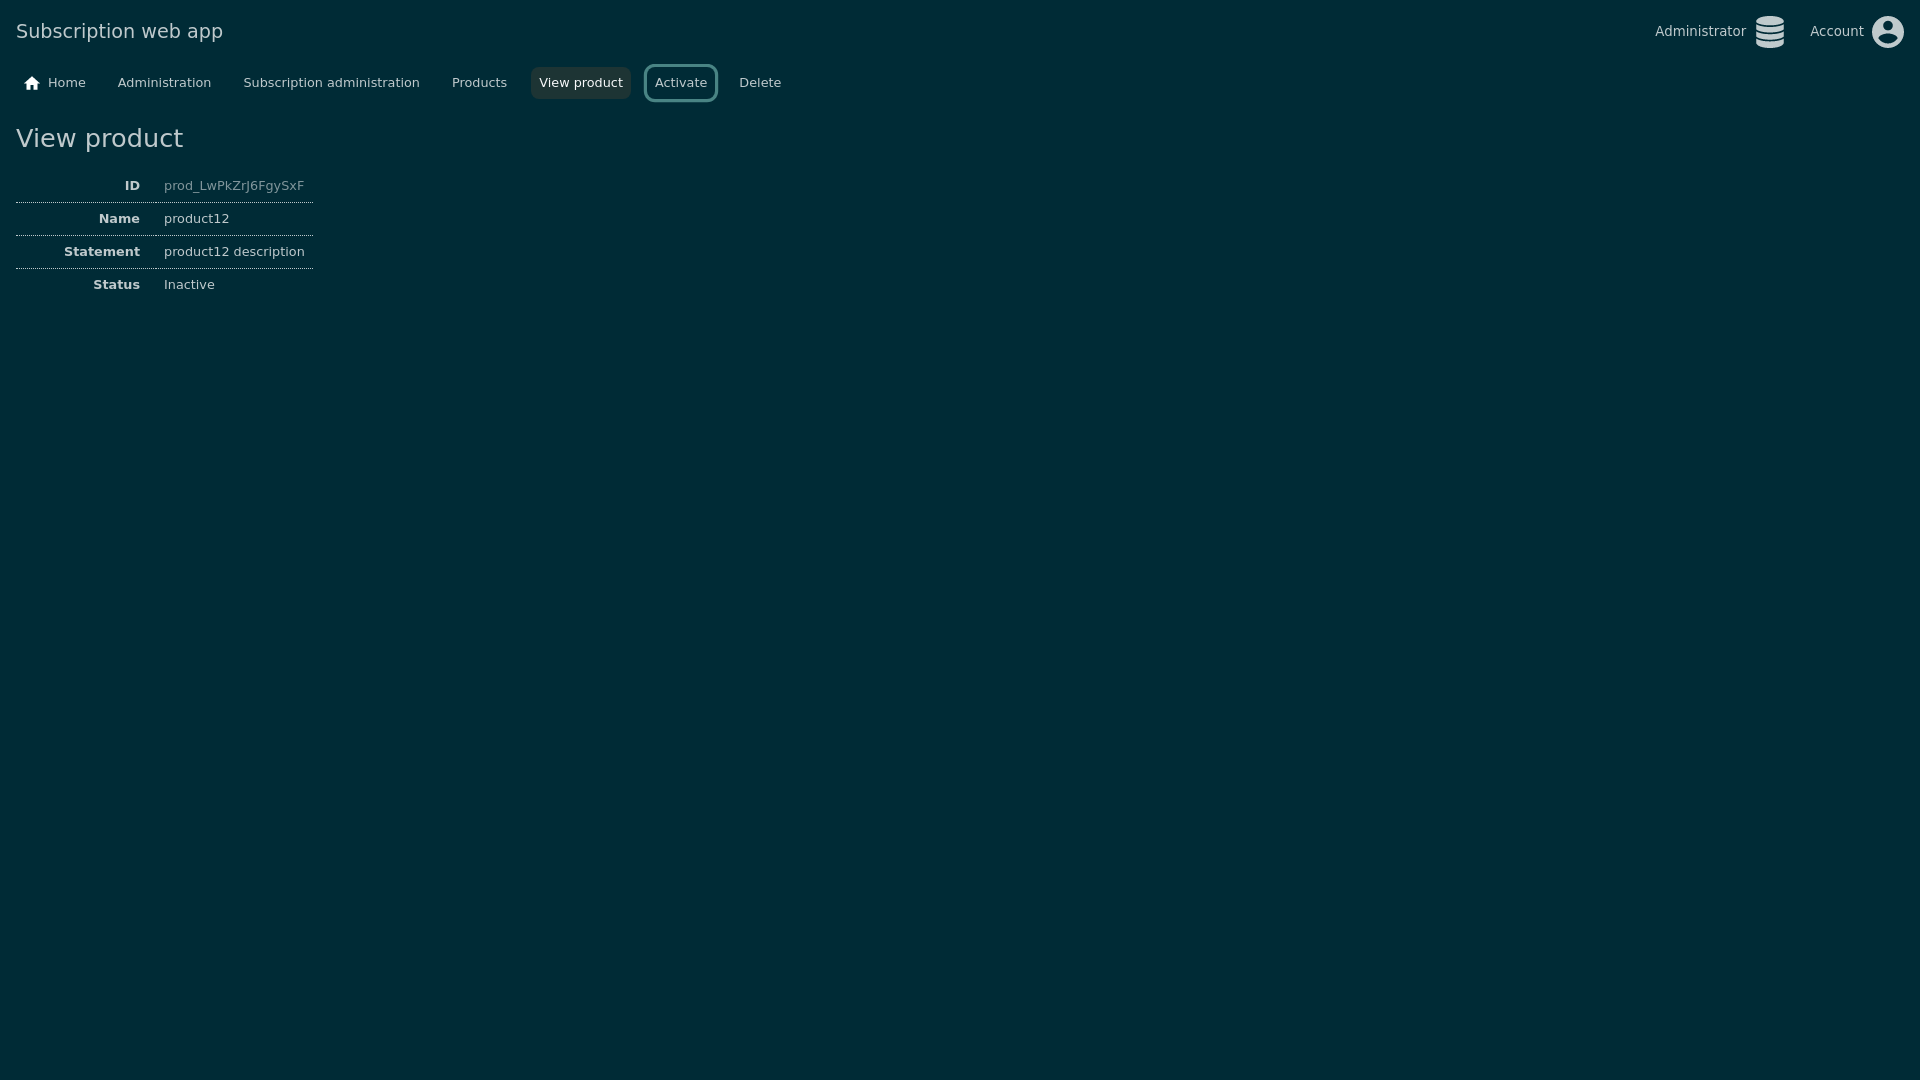 Subscription web app
Administrator
Account
Home
Administration
Subscription administration
Products
View product
Activate
Delete
View product
ID prod_LwPkZrJ6FgySxF
Name product12
Statement product12 description
Status Inactive